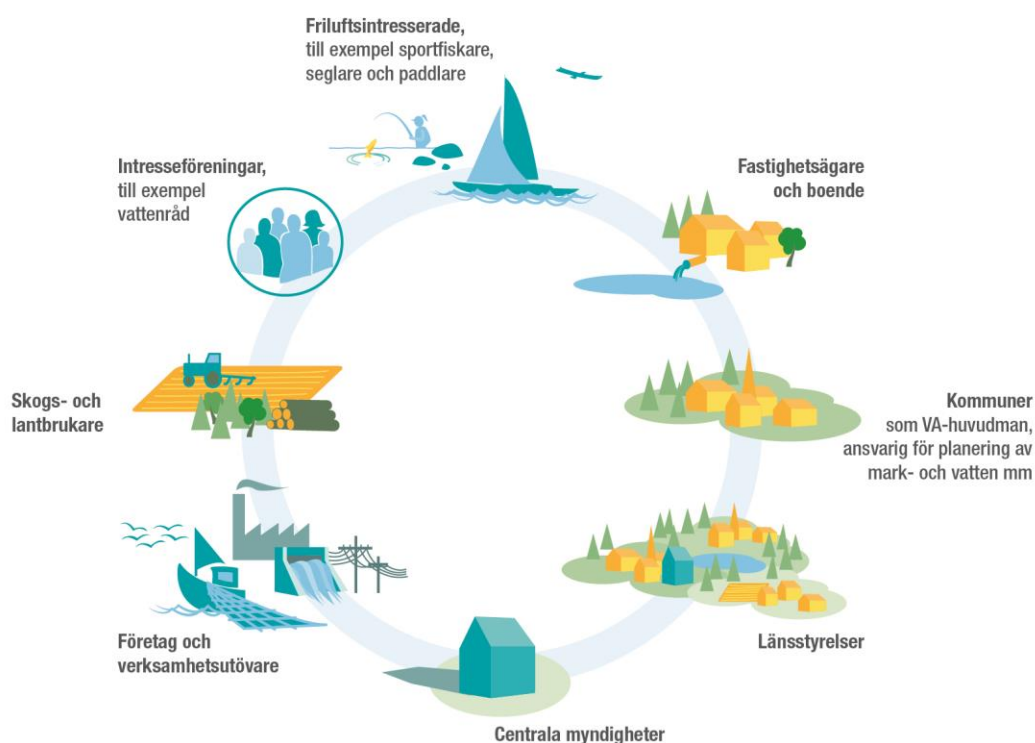 Friluftsintresserade,
till exempel sportfiskare,
seglare och paddlare
Fastighetsägare
och boende
Kommuner
som VA-huvudman,
ansvarig för planering av
mark- och vatten mm
Länsstyrelser
Centrala myndigheter
Företag och
verksamhetsutövare
Skogs- och
lantbrukare
Intresseföreningar,
till exempel
vattenråd